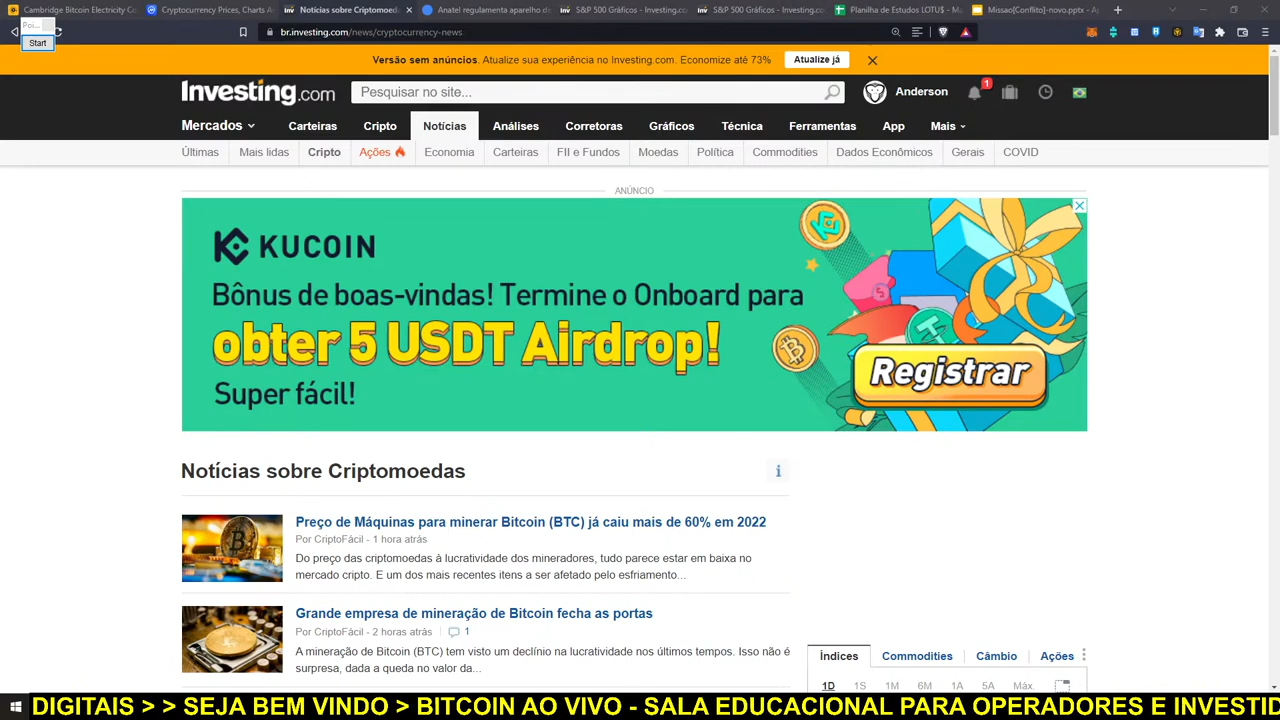 Cambridge Bitcoin Electricity Co
Cryptocurrency Prices, Charts A
Notícias sobre Criptomoed
Anatel regulamenta aparelho de
S&P 500 Gráficos - Investing.co
S&P 500 Gráficos - Investing.co
Planilha de Estudos LOTU$ - M
Missao[Conflito]-novo.pptx - Ap
Poi...
Start
br.investing.com/news/cryptocurrency-news
Versão sem anúncios. Atualize sua experiência no Investing.com. Economize até 73%
Atualize já
Investing.com
Pesquisar no site...
Anderson
1
Mercados
Carteiras
Cripto
Notícias
Análises
Corretoras
Gráficos
Técnica
Ferramentas
App
Mais
Últimas
Mais lidas
Cripto
Ações
Economia
Carteiras
FII e Fundos
Moedas
Política
Commodities
Dados Econômicos
Gerais
COVID
ANÚNCIO
KUCOIN
Bônus de boas-vindas! Termine o Onboard para
obter 5 USDT Airdrop!
Super fácil!
Registrar
Notícias sobre Criptomoedas
Preço de Máquinas para minerar Bitcoin (BTC) já caiu mais de 60% em 2022
Por CriptoFácil - 1 hora atrás
Do preço das criptomoedas à lucratividade dos mineradores, tudo parece estar em baixa no
mercado cripto. E um dos mais recentes itens a ser afetado pelo esfriamento...
Grande empresa de mineração de Bitcoin fecha as portas
Por CriptoFácil - 2 horas atrás
1
A mineração de Bitcoin (BTC) tem visto um declínio na lucratividade nos últimos tempos. Isso não é
surpresa, dada a queda no valor da...
Índices
Commodities
Câmbio
Ações
1D
1S
1M
6M
1A
5A
Máx.
DIGITAIS > > SEJA BEM VINDO > BITCOIN AO VIVO - SALA EDUCACIONAL PARA OPERADORES E INVESTID